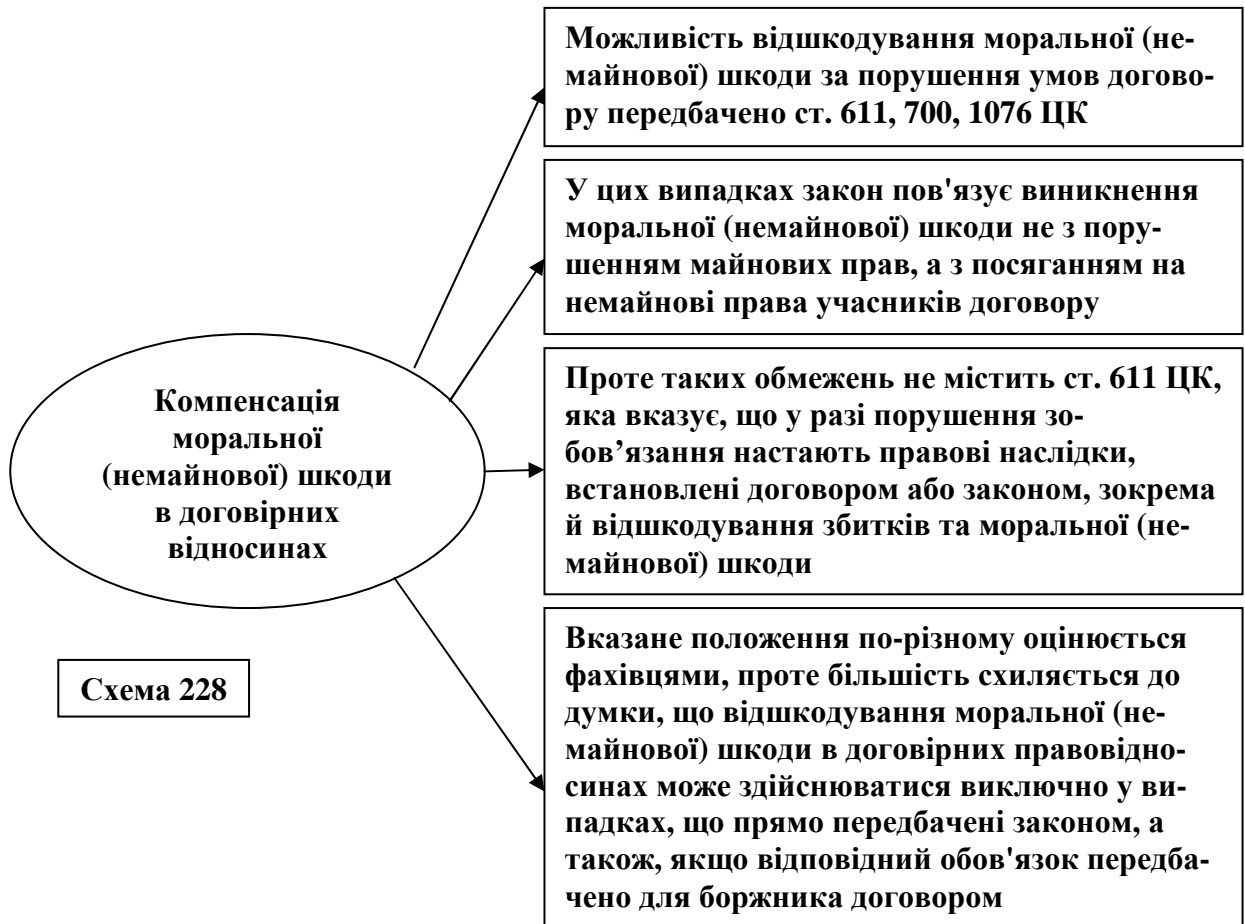 Можливість відшкодування моральної (не-
майнової) шкоди за порушення умов догово-
ру передбачено ст. 611, 700, 1076 ЦК
У цих випадках закон пов'язує виникнення
моральної (немайнової) шкоди не з пору-
шенням майнових прав, а з посяганням на
немайнові права учасників договору
Компенсація
моральної
(немайнової) шкоди
в договірних
відносинах
Проте таких обмежень не містить ст. 611 ЦК,
яка вказує, що у разі порушення зо-
бов’язання настають правові наслідки,
встановлені договором або законом, зокрема
й відшкодування збитків та моральної (не-
майнової) шкоди
Схема 228
Вказане положення по-різному оцінюється
фахівцями, проте більшість схиляється до
думки, що відшкодування моральної (не-
майнової) шкоди в договірних правовідно-
синах може здійснюватися виключно у ви-
падках, що прямо передбачені законом, а
також, якщо відповідний обов'язок передба-
чено для боржника договором